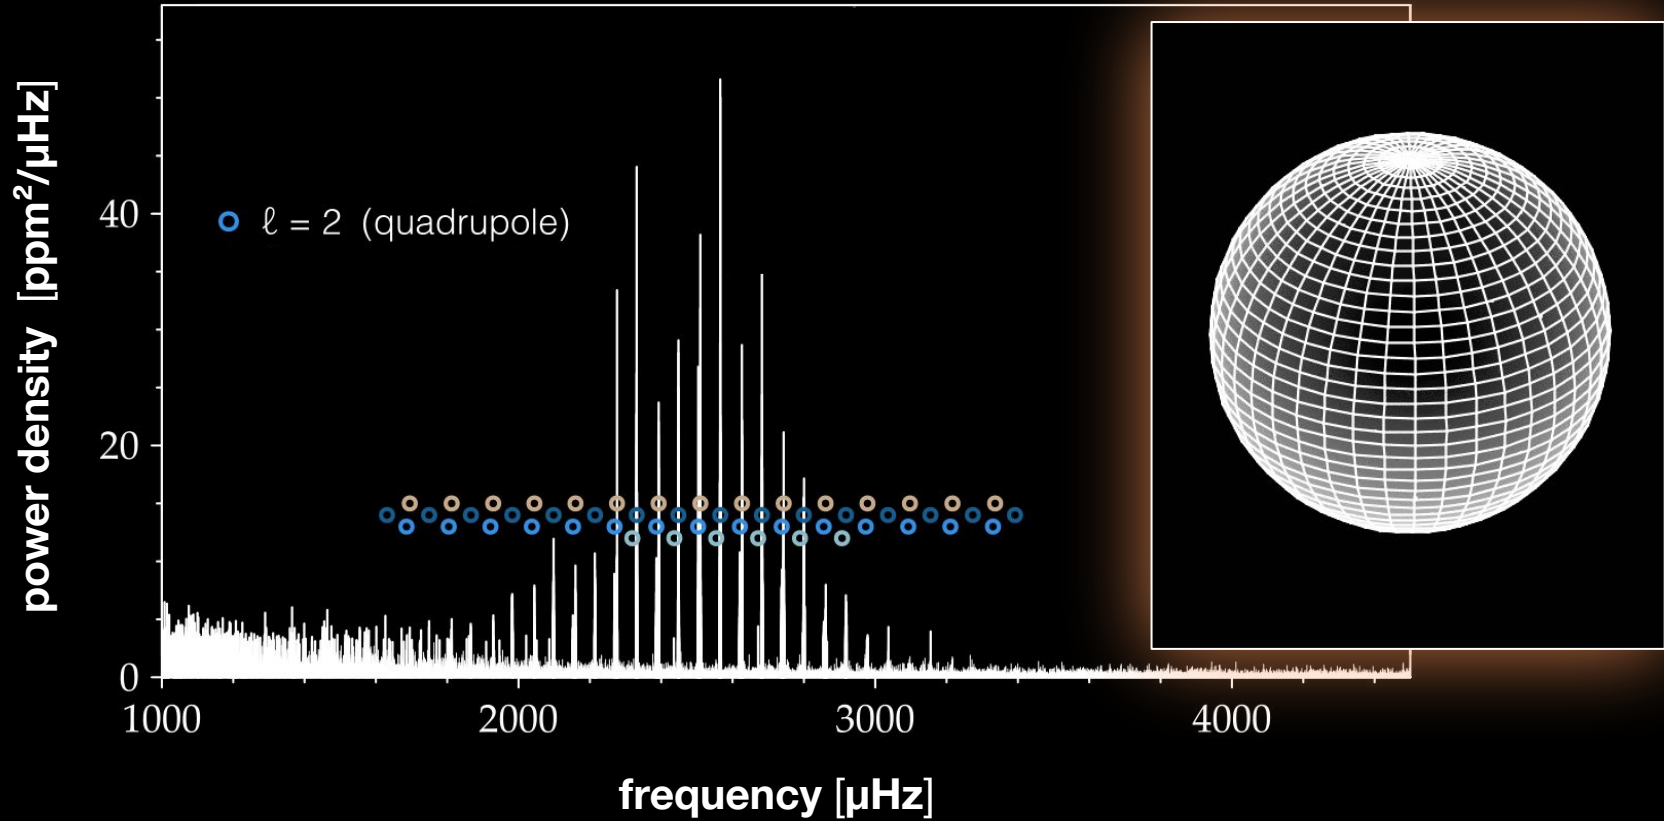 power density [ppm²/μHz]
40
20
0
ℓ = 2 (quadrupole)
1000 2000 3000 4000
frequency [μHz]